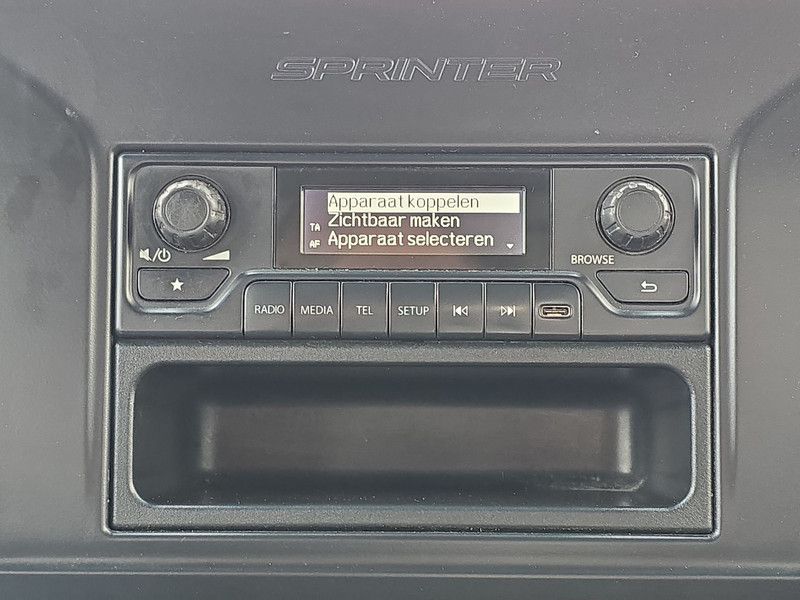 SPRINTER
Apparaat koppelen
TA Zichtbaar maken
AF Apparaat selecteren
BROWSE
RADIO MEDIA TEL SETUP